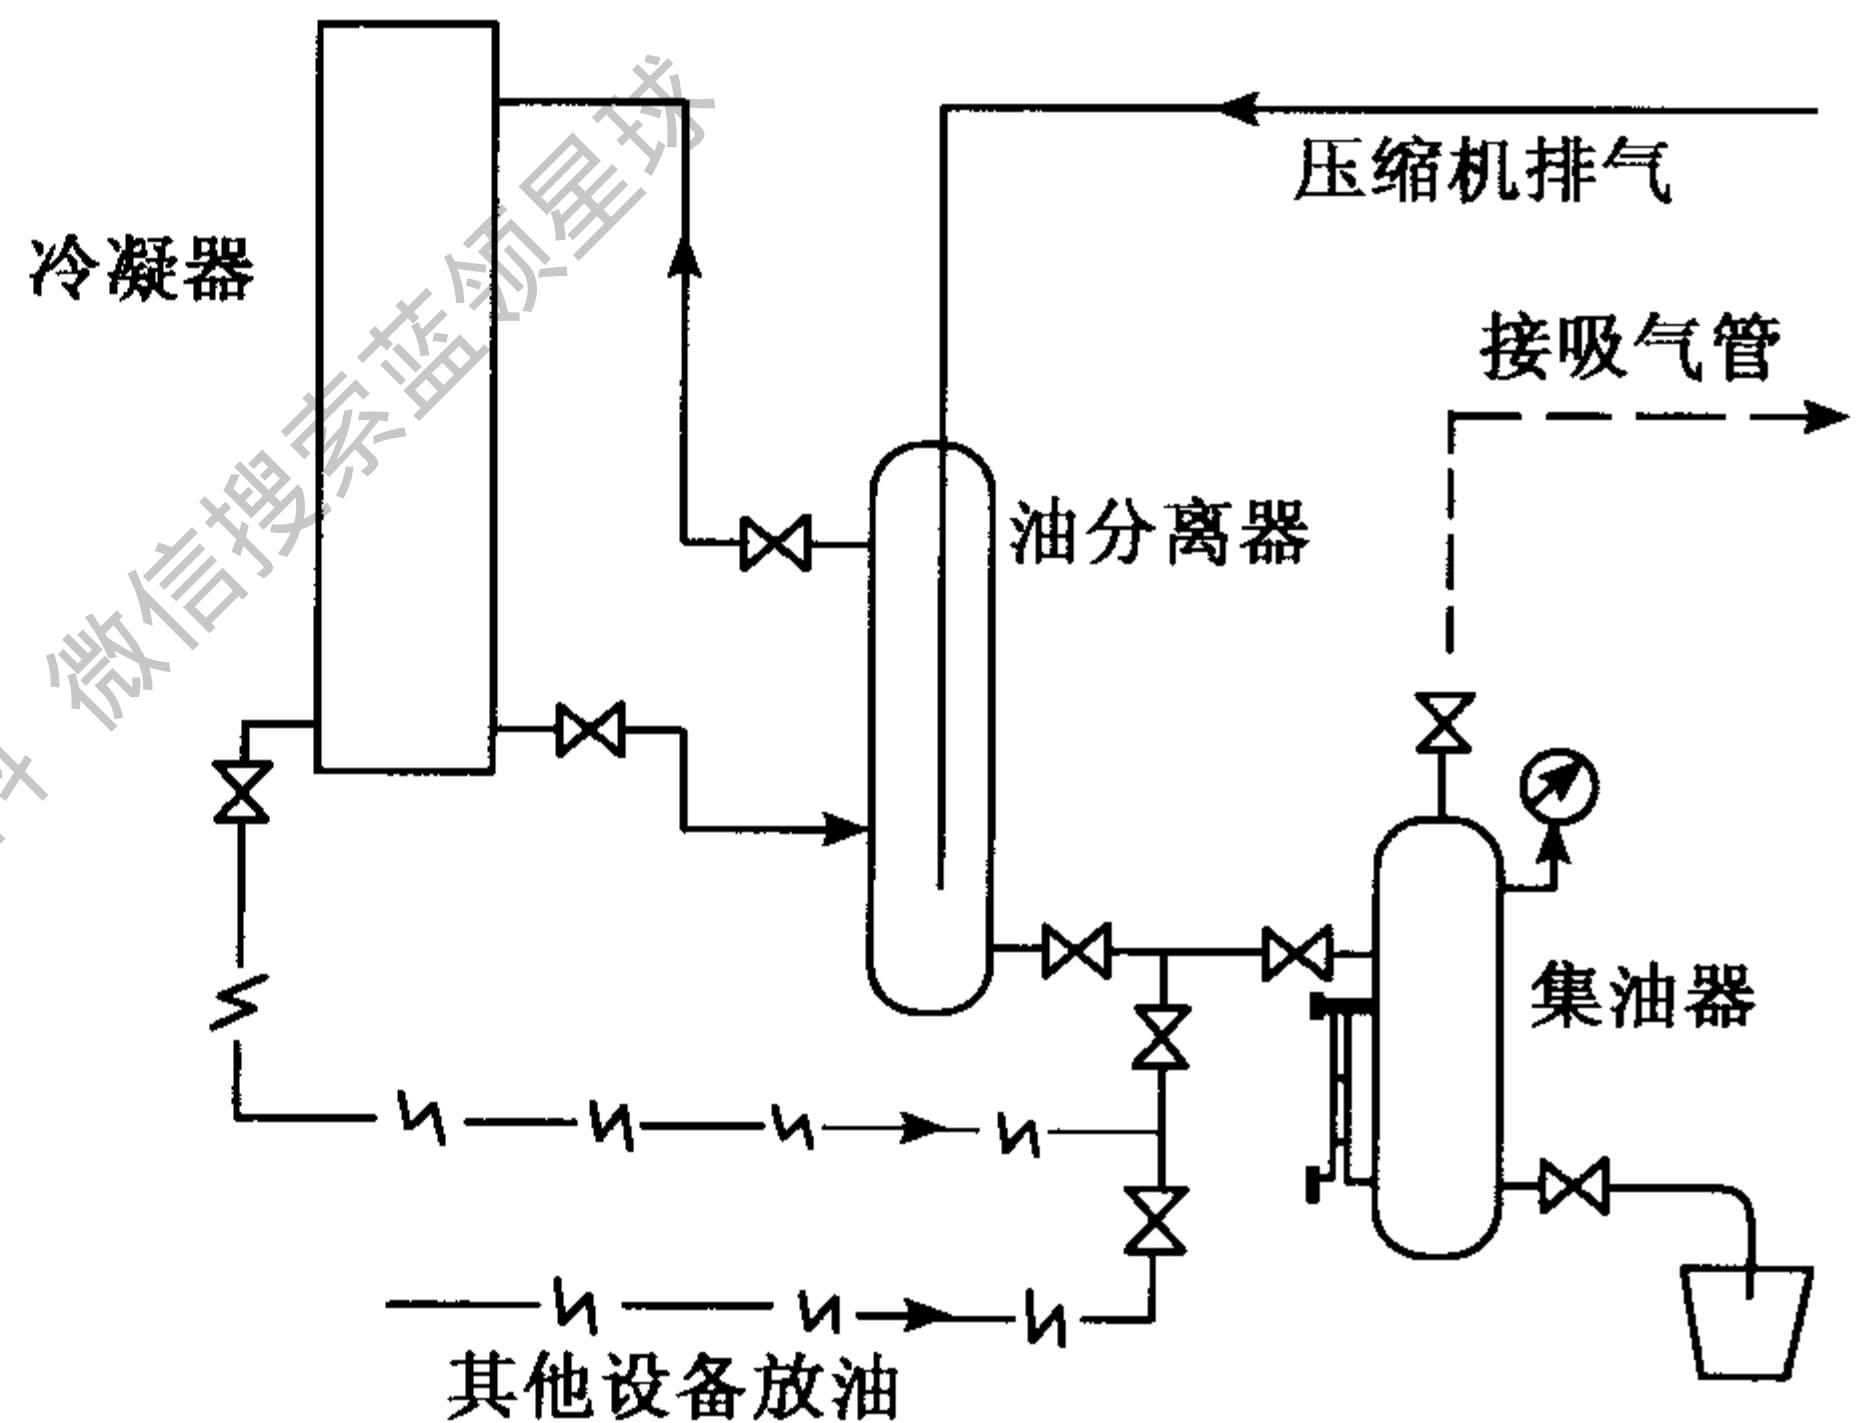 压缩机排气
冷凝器
接吸气管
油分离器
集油器
其他设备放油
微信搜索蓝领星球